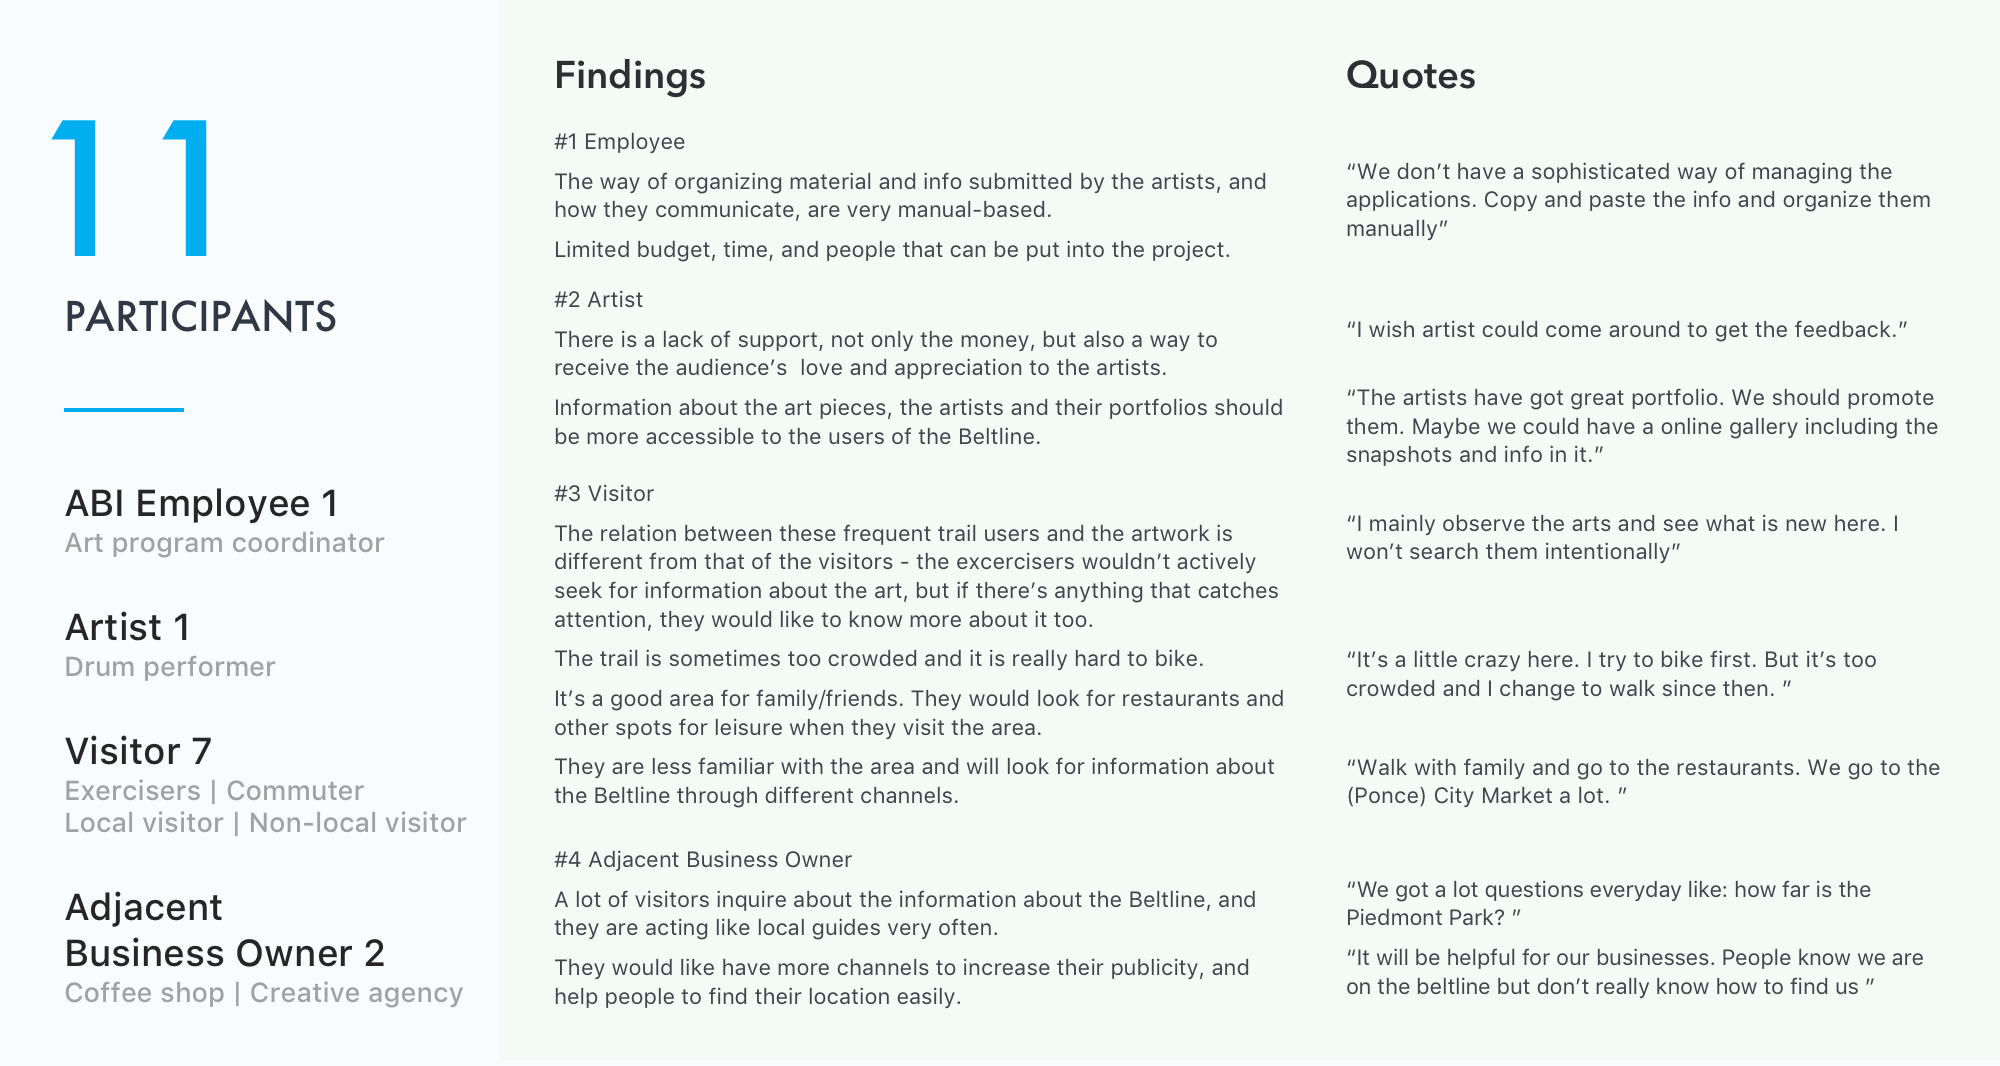 11
PARTICIPANTS
ABI Employee 1
Art program coordinator
Artist 1
Drum performer
Visitor 7
Exercisers | Commuter
Local visitor | Non-local visitor
Adjacent
Business Owner 2
Coffee shop | Creative agency
Findings
#1 Employee
The way of organizing material and info submitted by the artists, and
how they communicate, are very manual-based.
Limited budget, time, and people that can be put into the project.
#2 Artist
There is a lack of support, not only the money, but also a way to
receive the audience’s  love and appreciation to the artists.
Information about the art pieces, the artists and their portfolios should
be more accessible to the users of the Beltline.
#3 Visitor
The relation between these frequent trail users and the artwork is
different from that of the visitors - the excercisers wouldn’t actively
seek for information about the art, but if there’s anything that catches
attention, they would like to know more about it too.
The trail is sometimes too crowded and it is really hard to bike.
It’s a good area for family/friends. They would look for restaurants and
other spots for leisure when they visit the area.
They are less familiar with the area and will look for information about
the Beltline through different channels.
#4 Adjacent Business Owner
A lot of visitors inquire about the information about the Beltline, and
they are acting like local guides very often.
They would like have more channels to increase their publicity, and
help people to find their location easily.
Quotes
“We don’t have a sophisticated way of managing the
applications. Copy and paste the info and organize them
manually”
“I wish artist could come around to get the feedback.”
“The artists have got great portfolio. We should promote
them. Maybe we could have a online gallery including the
snapshots and info in it.”
“I mainly observe the arts and see what is new here. I
won’t search them intentionally”
“It’s a little crazy here. I try to bike first. But it’s too
crowded and I change to walk since then. ”
“Walk with family and go to the restaurants. We go to the
(Ponce) City Market a lot. ”
“We got a lot questions everyday like: how far is the
Piedmont Park? ”
“It will be helpful for our businesses. People know we are
on the beltline but don’t really know how to find us ”